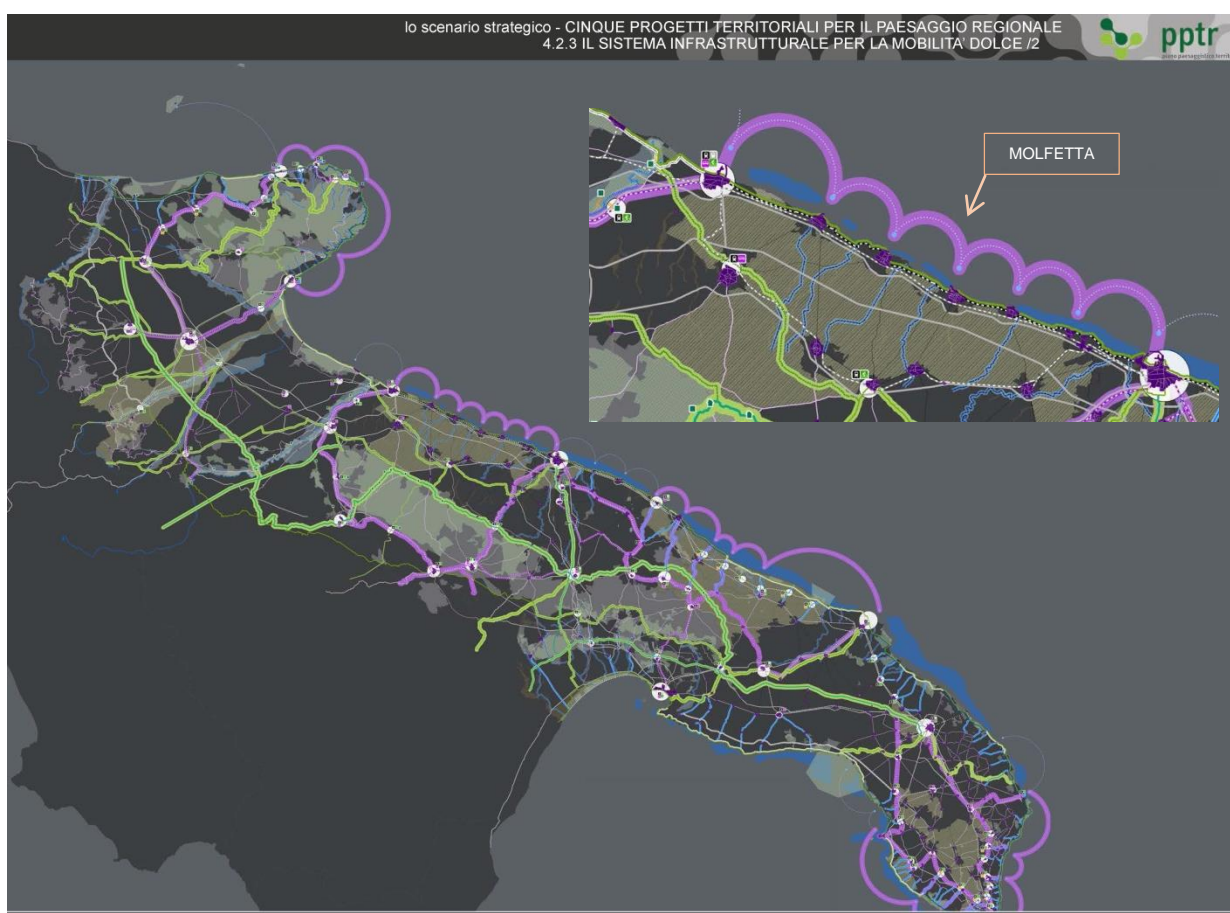 lo scenario strategico - CINQUE PROGETTI TERRITORIALI PER IL PAESAGGIO REGIONALE
4.2.3 IL SISTEMA INFRASTRUTTURALE PER LA MOBILITA' DOLCE /2
pptr
MOLFETTA